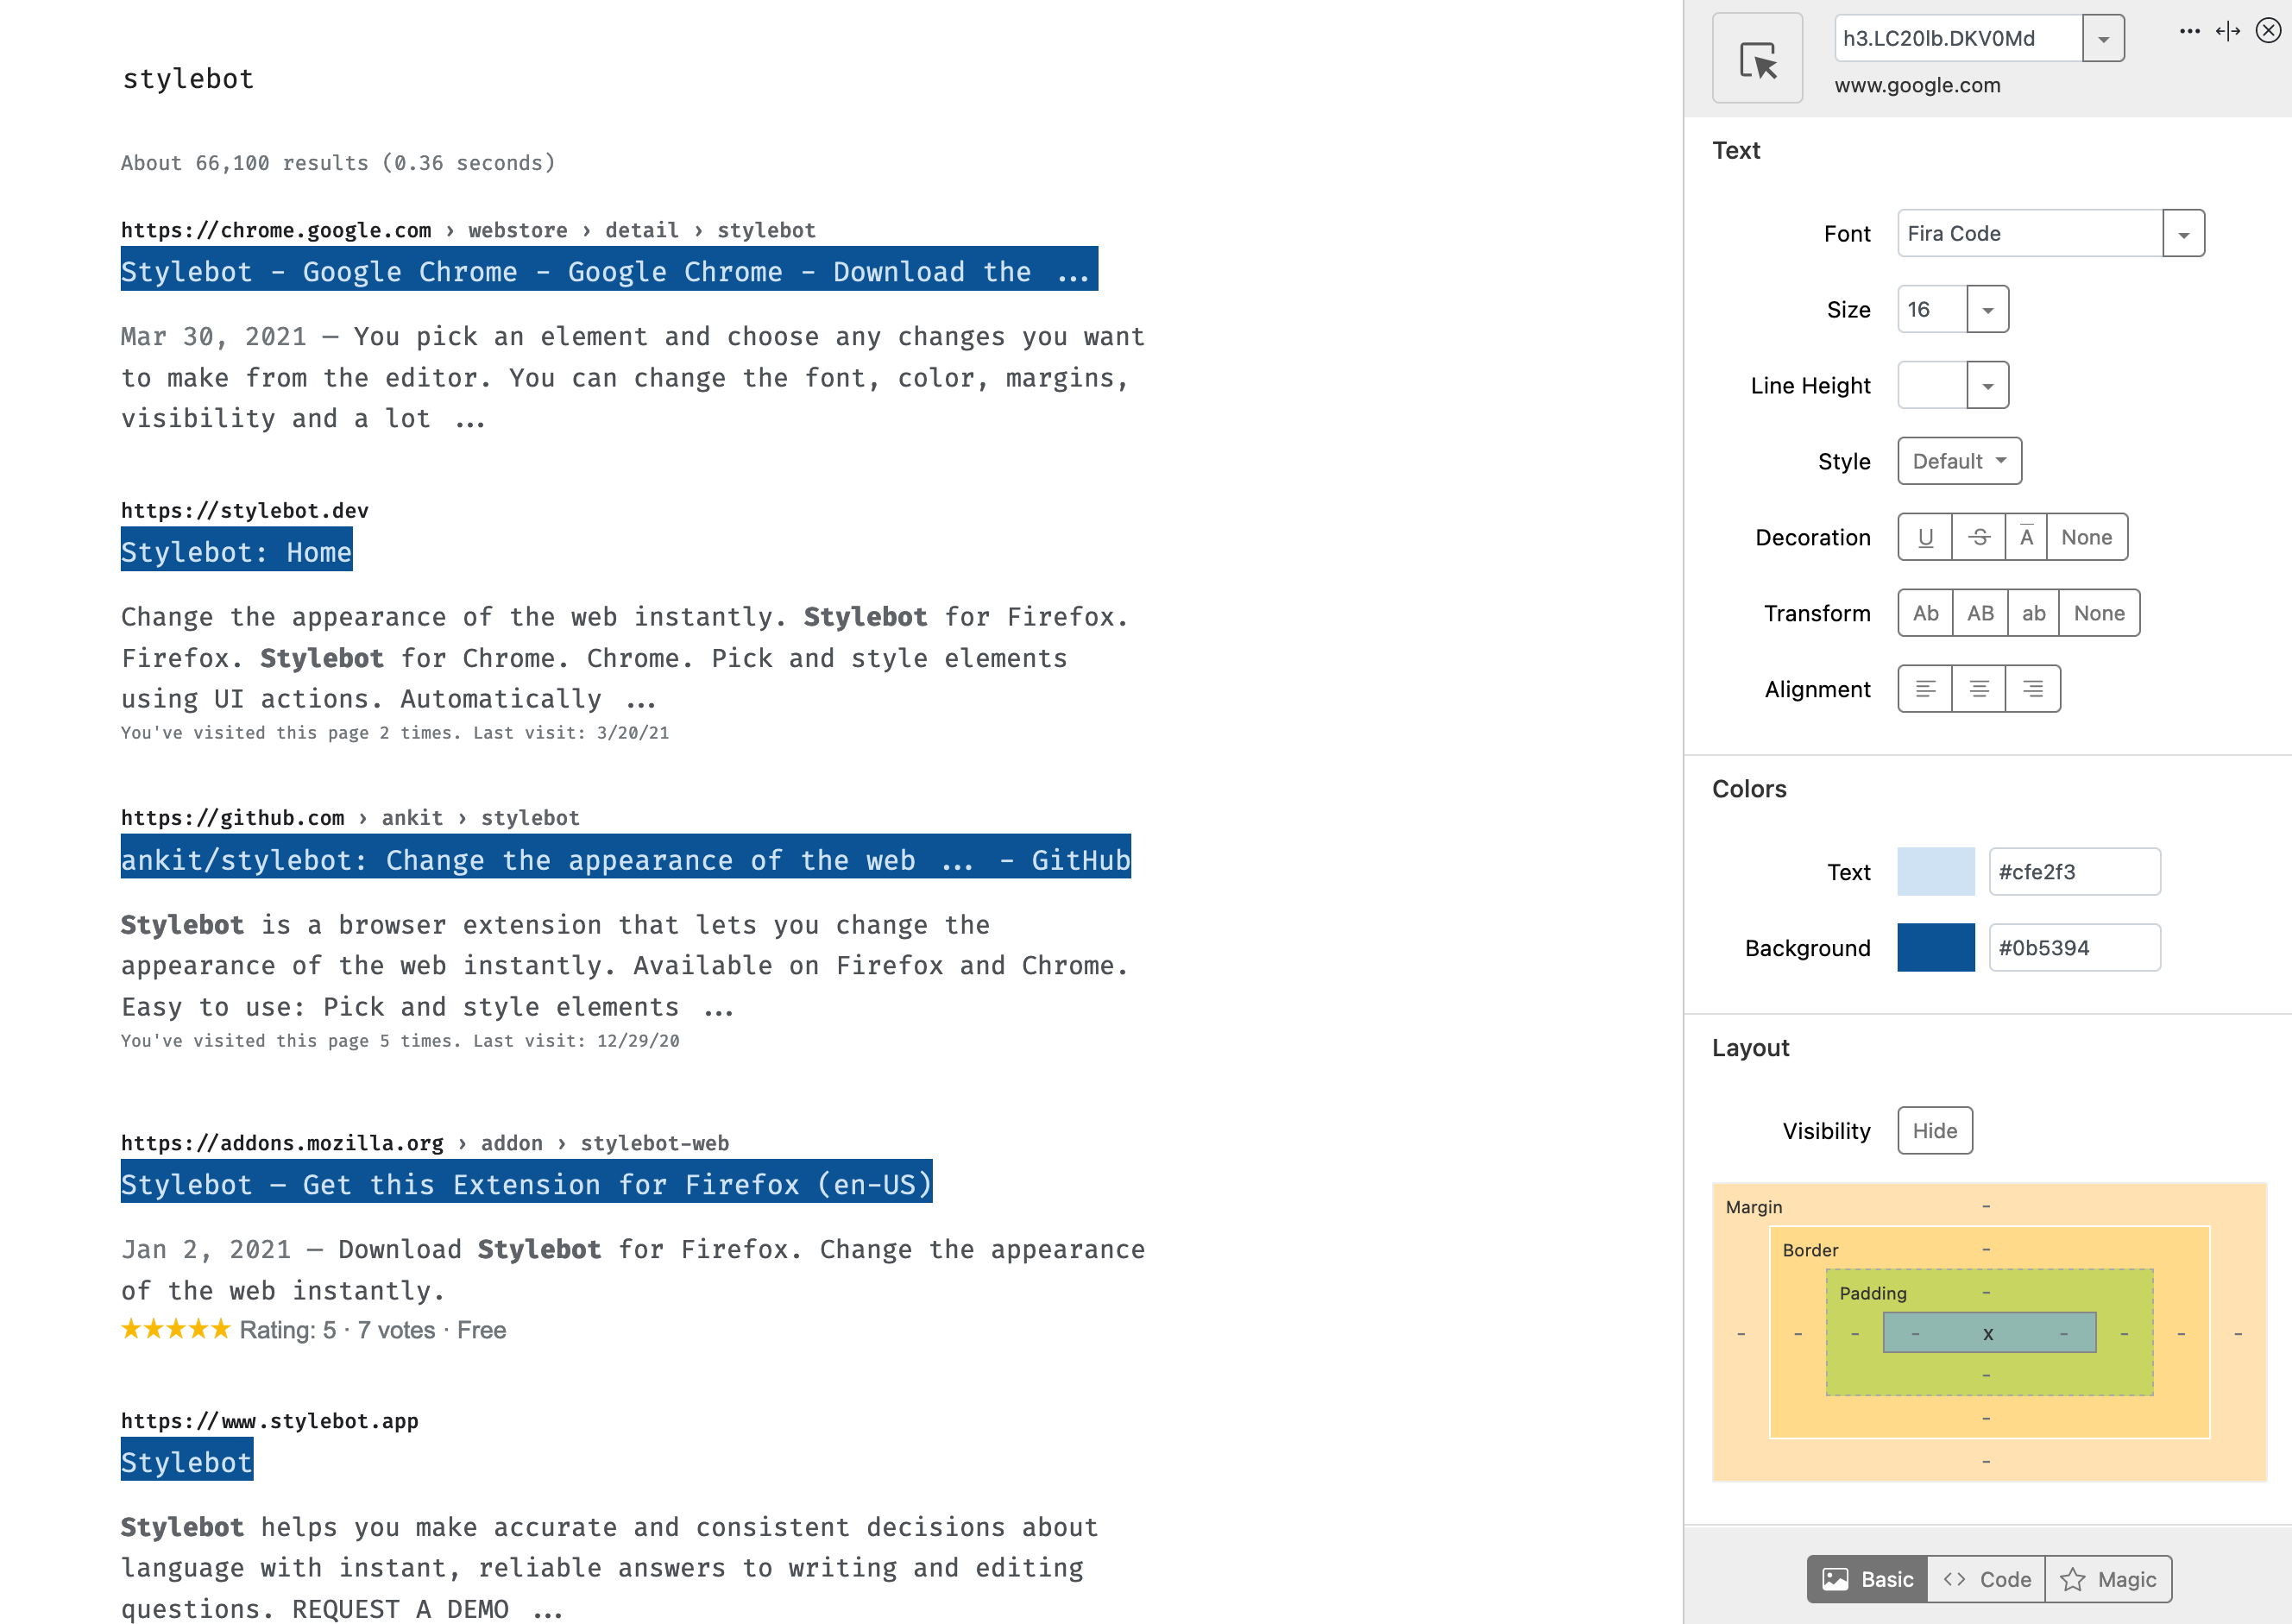 stylebot
About 66,100 results (0.36 seconds)
https://chrome.google.com › webstore › detail › stylebot
Stylebot - Google Chrome - Google Chrome - Download the ...
Mar 30, 2021 — You pick an element and choose any changes you want
to make from the editor. You can change the font, color, margins,
visibility and a lot ...
https://stylebot.dev
Stylebot: Home
Change the appearance of the web instantly. Stylebot for Firefox.
Firefox. Stylebot for Chrome. Chrome. Pick and style elements
using UI actions. Automatically ...
You've visited this page 2 times. Last visit: 3/20/21
https://github.com › ankit › stylebot
ankit/stylebot: Change the appearance of the web ... - GitHub
Stylebot is a browser extension that lets you change the
appearance of the web instantly. Available on Firefox and Chrome.
Easy to use: Pick and style elements ...
You've visited this page 5 times. Last visit: 12/29/20
https://addons.mozilla.org › addon › stylebot-web
Stylebot – Get this Extension for Firefox (en-US)
Jan 2, 2021 — Download Stylebot for Firefox. Change the appearance
of the web instantly.
★★★★★ Rating: 5 · 7 votes · Free
https://www.stylebot.app
Stylebot
Stylebot helps you make accurate and consistent decisions about
language with instant, reliable answers to writing and editing
questions. REQUEST A DEMO ...
h3.LC20lb.DKV0Md
www.google.com
Text
Font Fira Code
Size 16
Line Height
Style Default
Decoration U S A None
Transform Ab AB ab None
Alignment
Colors
Text #cfe2f3
Background #0b5394
Layout
Visibility Hide
Margin -
Border -
Padding -
- - - - x - - - -
-
-
-
Basic <> Code Magic